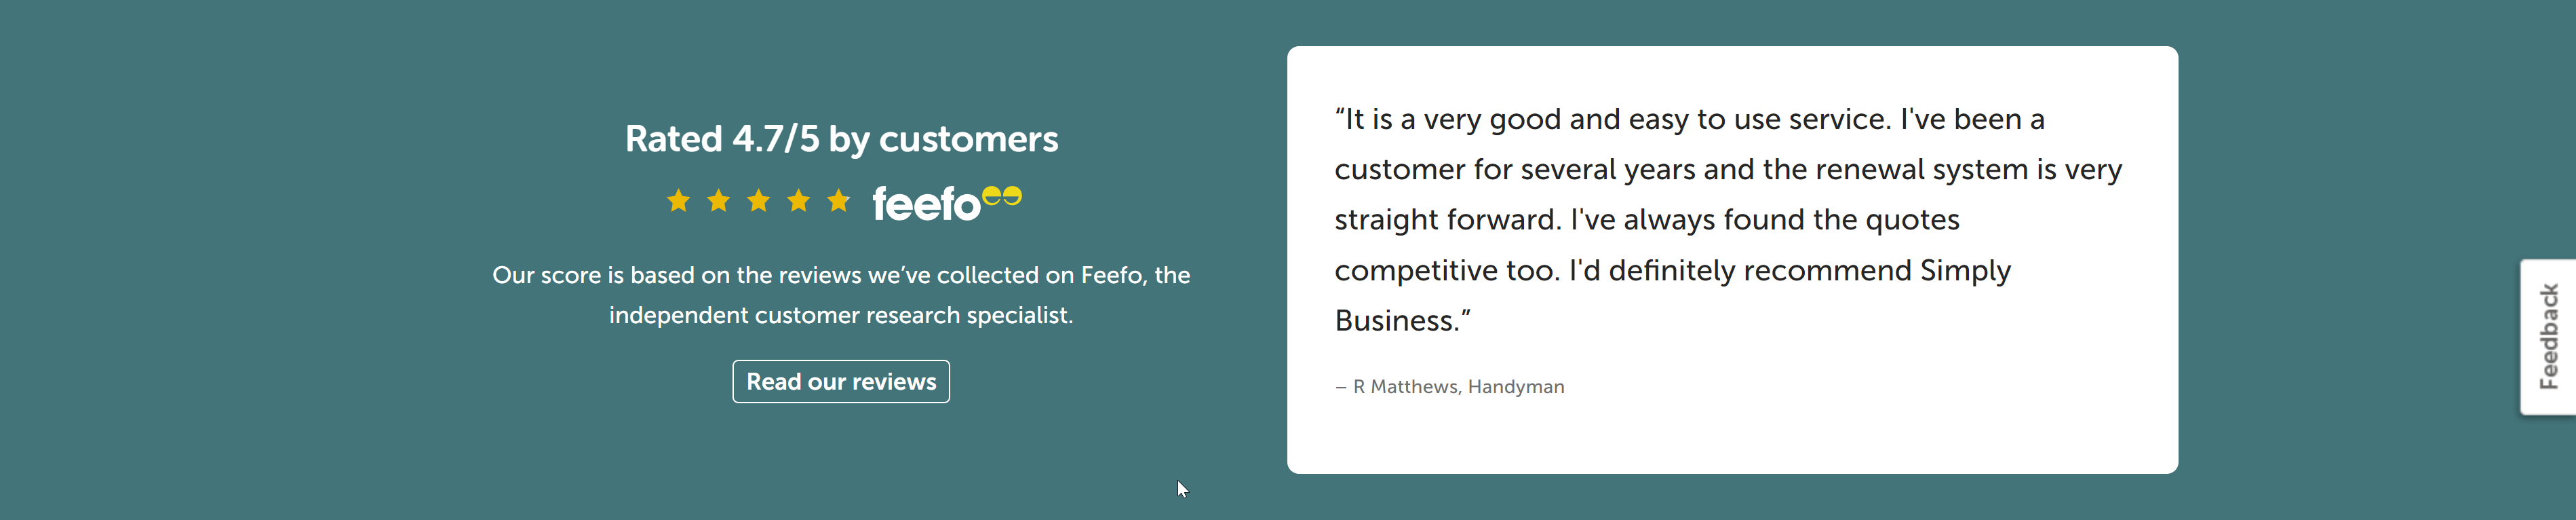 Rated 4.7/5 by customers
feefo
Our score is based on the reviews we’ve collected on Feefo, the
independent customer research specialist.
Read our reviews
“It is a very good and easy to use service. I've been a
customer for several years and the renewal system is very
straight forward. I've always found the quotes
competitive too. I'd definitely recommend Simply
Business.”
– R Matthews, Handyman
Feedback